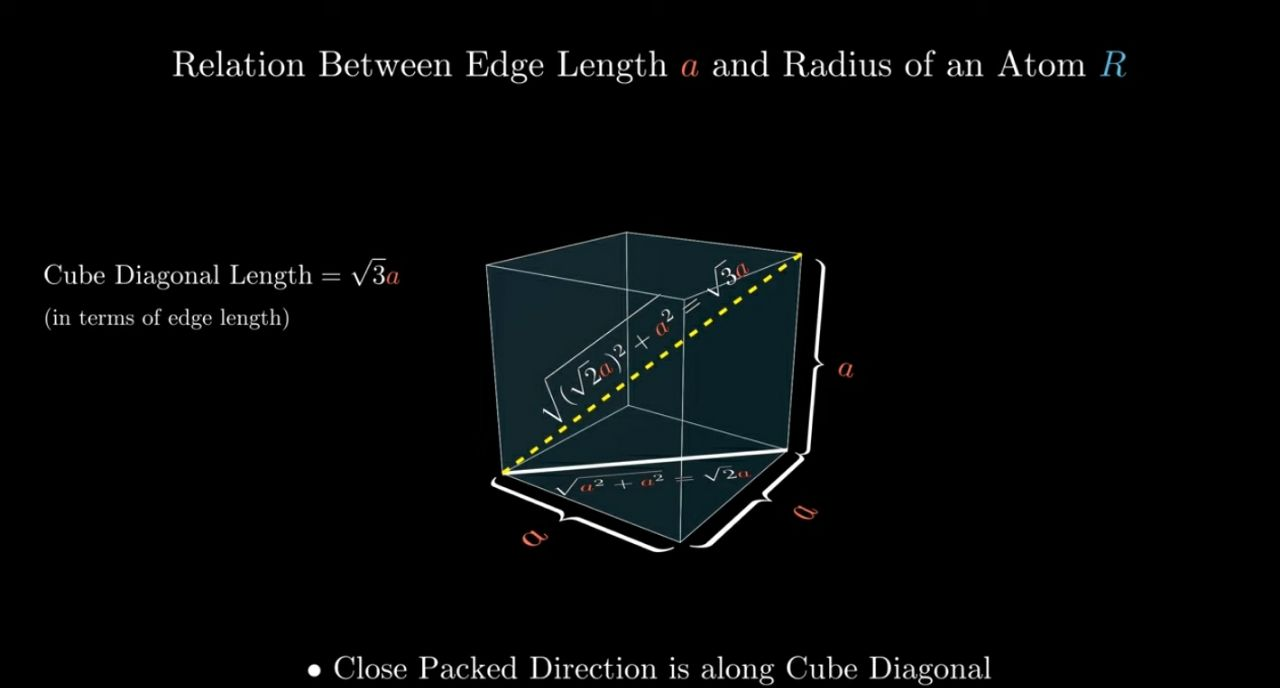 Relation Between Edge Length a and Radius of an Atom R
Cube Diagonal Length = √3a
(in terms of edge length)
√(√2a)² + a² = √3a
a
√a² + a² = √2a
a
a
• Close Packed Direction is along Cube Diagonal